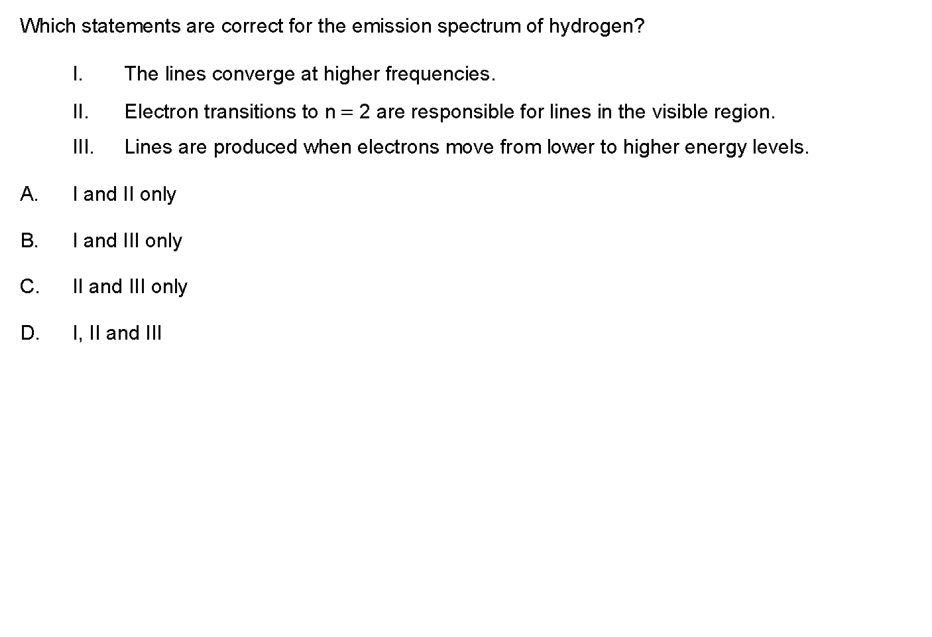 Which statements are correct for the emission spectrum of hydrogen?
I. The lines converge at higher frequencies.
II. Electron transitions to n = 2 are responsible for lines in the visible region.
III. Lines are produced when electrons move from lower to higher energy levels.
A. I and II only
B. I and III only
C. II and III only
D. I, II and III